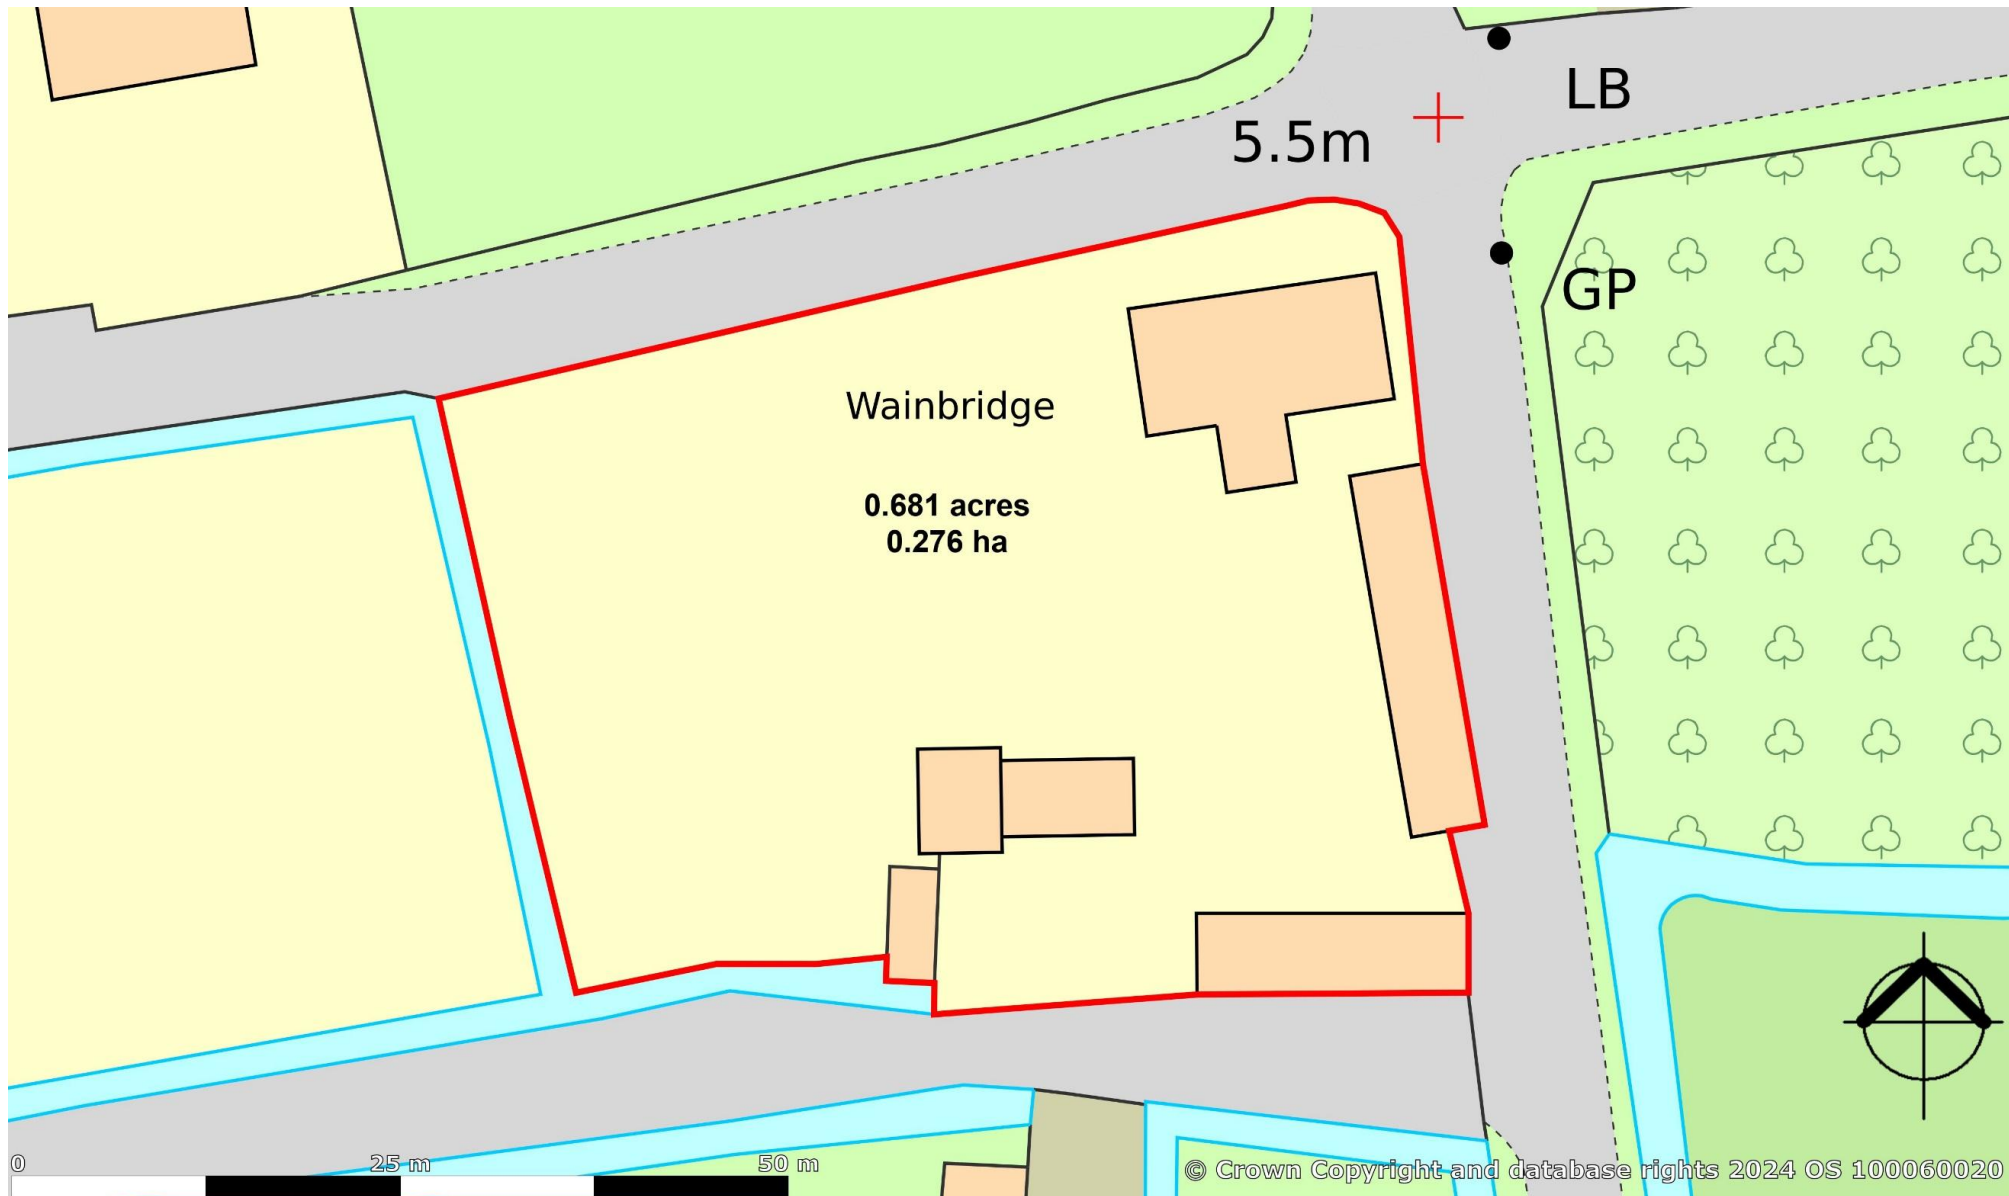 LB
5.5m
GP
Wainbridge
0.681 acres
0.276 ha
0 25 m 50 m
© Crown Copyright and database rights 2024 OS 100060020